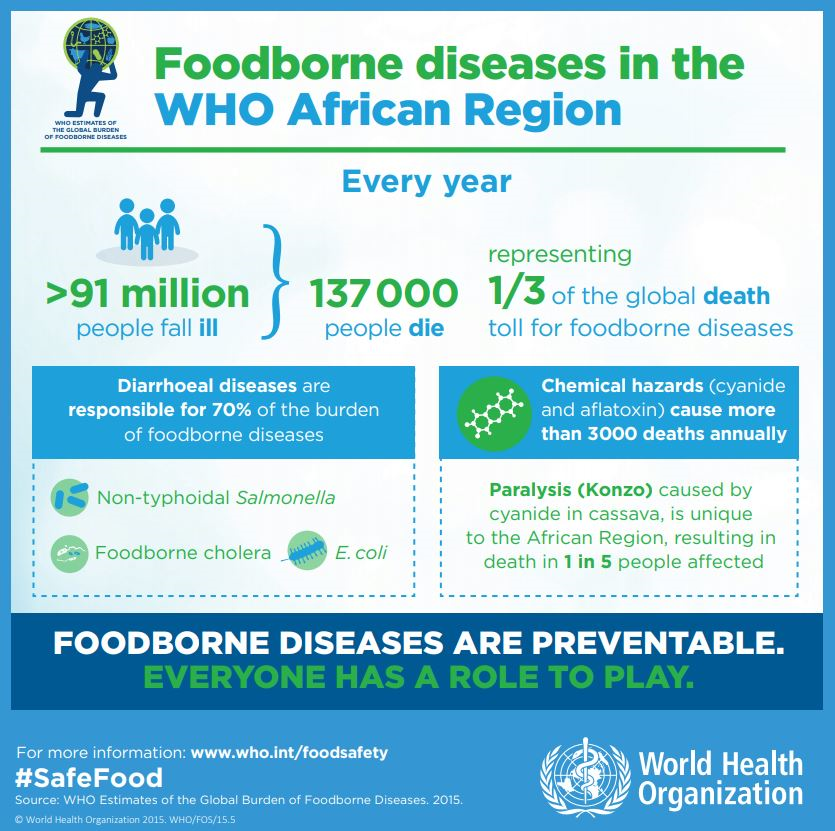 WHO ESTIMATES OF
THE GLOBAL BURDEN
OF FOODBORNE DISEASES
Foodborne diseases in the
WHO African Region
Every year
>91 million
people fall ill
137 000
people die
representing
1/3 of the global death
toll for foodborne diseases
Diarrhoeal diseases are
responsible for 70% of the burden
of foodborne diseases
Non-typhoidal Salmonella
Foodborne cholera
E. coli
Chemical hazards (cyanide
and aflatoxin) cause more
than 3000 deaths annually
Paralysis (Konzo) caused by
cyanide in cassava, is unique
to the African Region, resulting in
death in 1 in 5 people affected
FOODBORNE DISEASES ARE PREVENTABLE.
EVERYONE HAS A ROLE TO PLAY.
For more information: www.who.int/foodsafety
#SafeFood
Source: WHO Estimates of the Global Burden of Foodborne Diseases. 2015.
© World Health Organization 2015. WHO/FOS/15.5
World Health
Organization